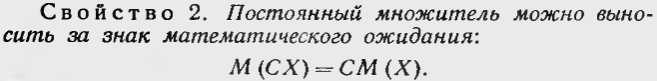 Свойство 2. Постоянный множитель можно выно-
сить за знак математического ожидания:
M (CX) = CM (X).